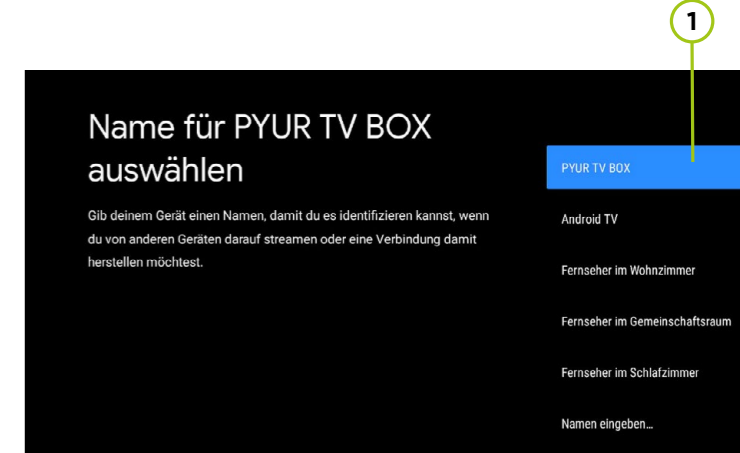 1
Name für PYUR TV BOX
auswählen
Gib deinem Gerät einen Namen, damit du es identifizieren kannst, wenn
du von anderen Geräten darauf streamen oder eine Verbindung damit
herstellen möchtest.
PYUR TV BOX
Android TV
Fernseher im Wohnzimmer
Fernseher im Gemeinschaftsraum
Fernseher im Schlafzimmer
Namen eingeben…